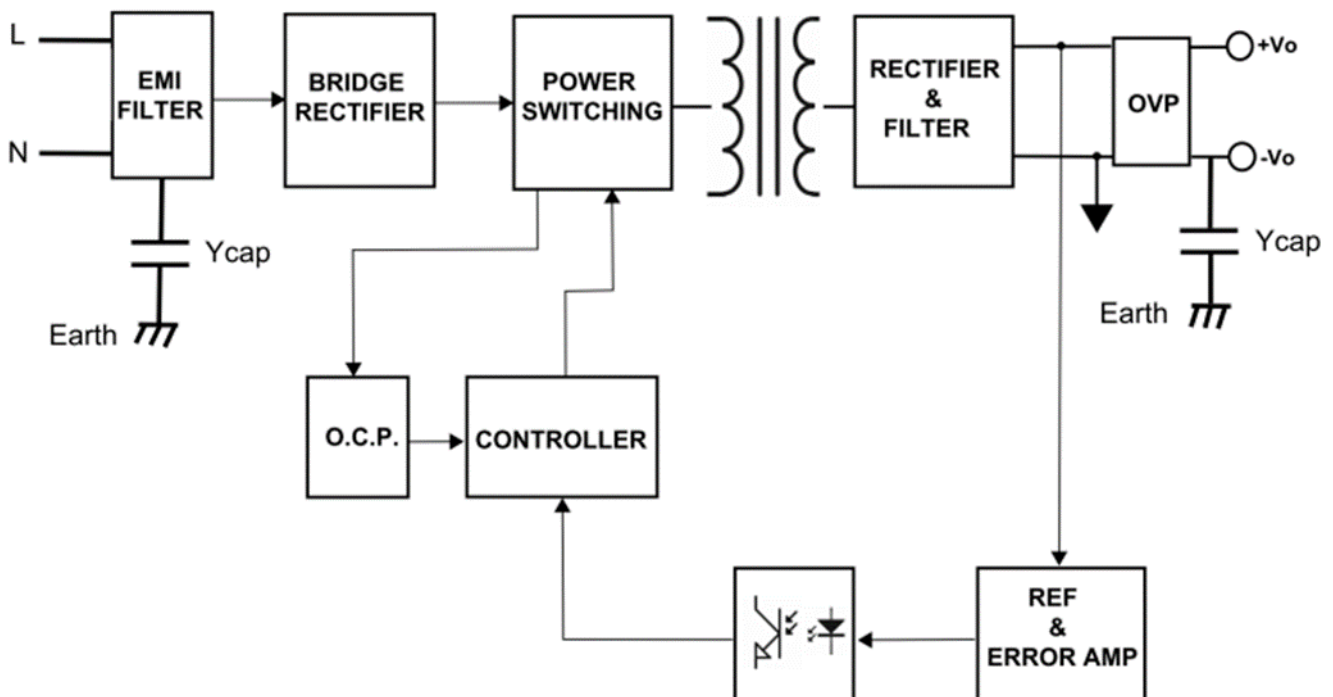 L
N
EMI
FILTER
BRIDGE
RECTIFIER
POWER
SWITCHING
RECTIFIER
&
FILTER
OVP
+Vo
-Vo
Ycap
Earth
Ycap
Earth
O.C.P.
CONTROLLER
REF
&
ERROR AMP